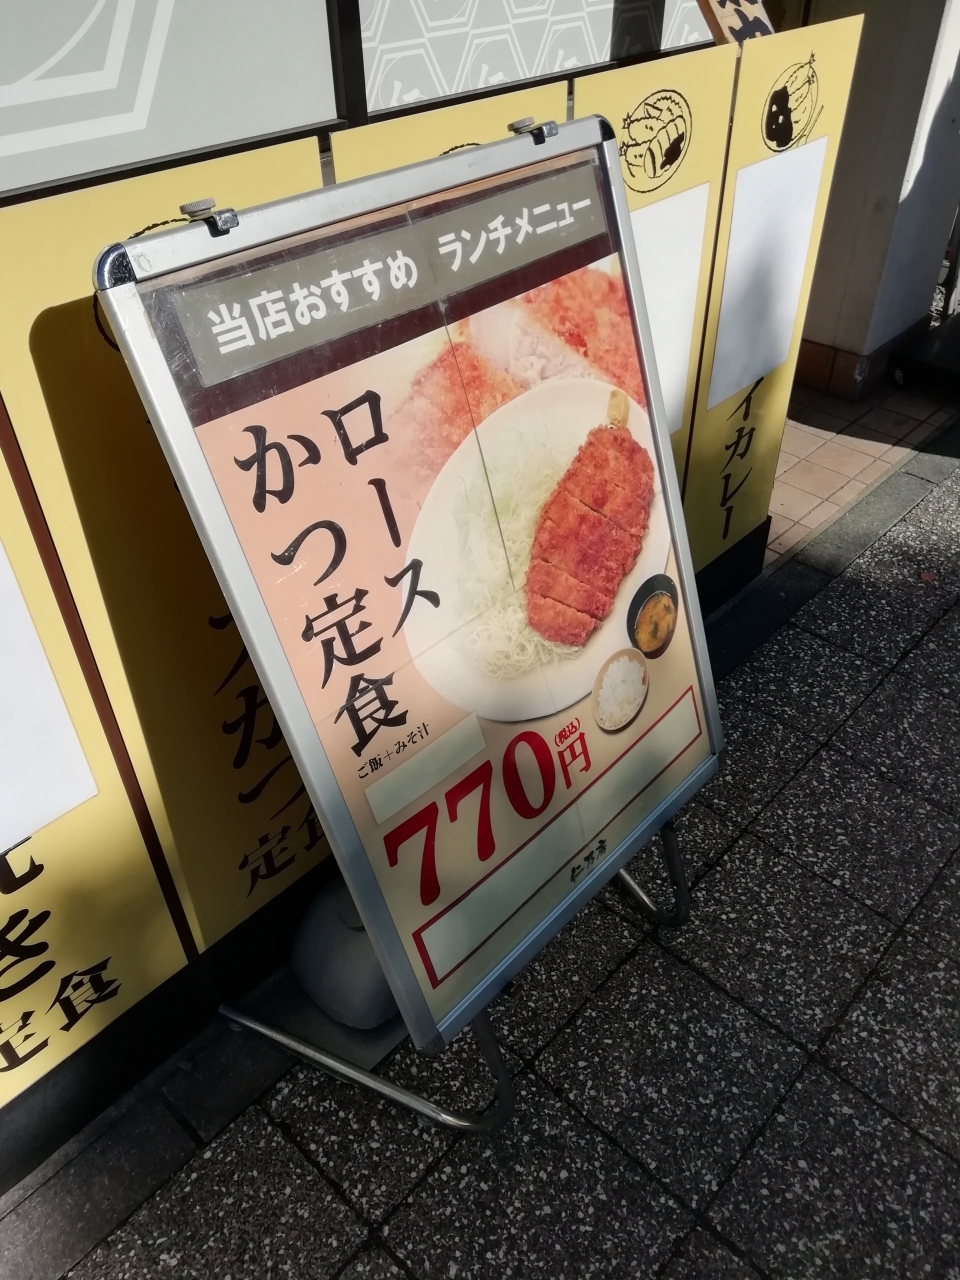 当店おすすめ ランチメニュー
ロース
かつ定食
ご飯+みそ汁
770円
(税込)
仁
イカレー
定食
定食